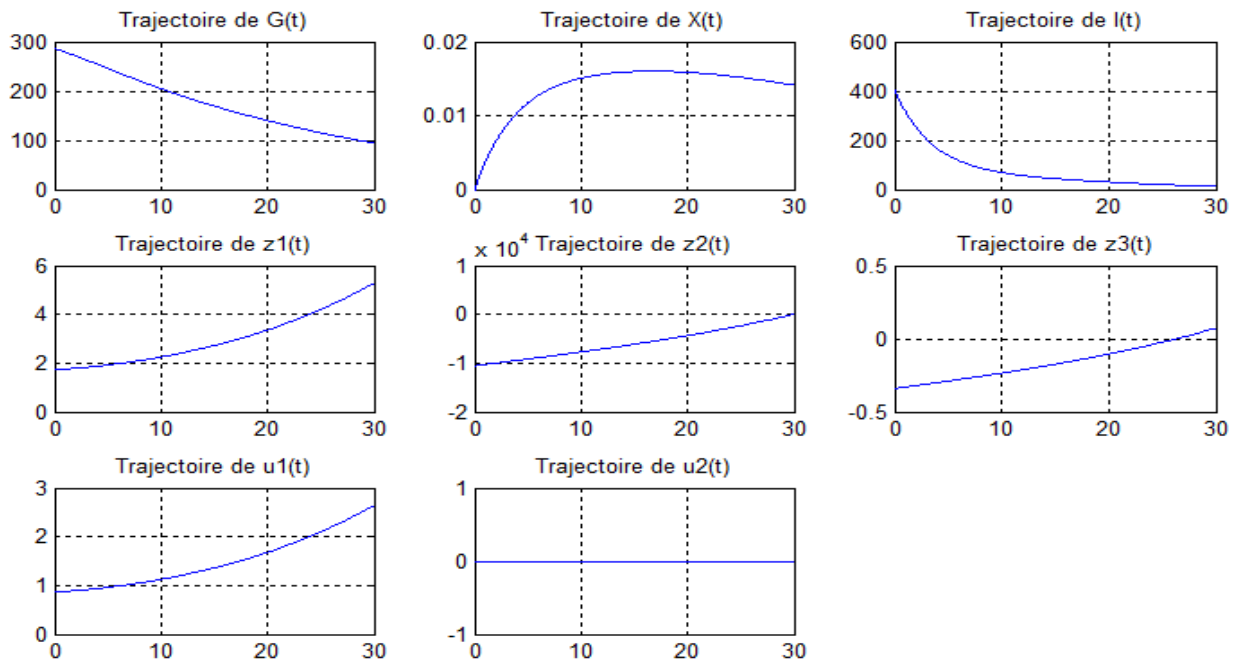 Trajectoire de G(t)
300
200
100
0
0 10 20 30
Trajectoire de X(t)
0.02
0.01
0
0 10 20 30
Trajectoire de I(t)
600
400
200
0
0 10 20 30
Trajectoire de z1(t)
6
4
2
0
0 10 20 30
x 10^4 Trajectoire de z2(t)
1
0
-1
-2
0 10 20 30
Trajectoire de z3(t)
0.5
0
-0.5
0 10 20 30
Trajectoire de u1(t)
3
2
1
0
0 10 20 30
Trajectoire de u2(t)
1
0
-1
0 10 20 30